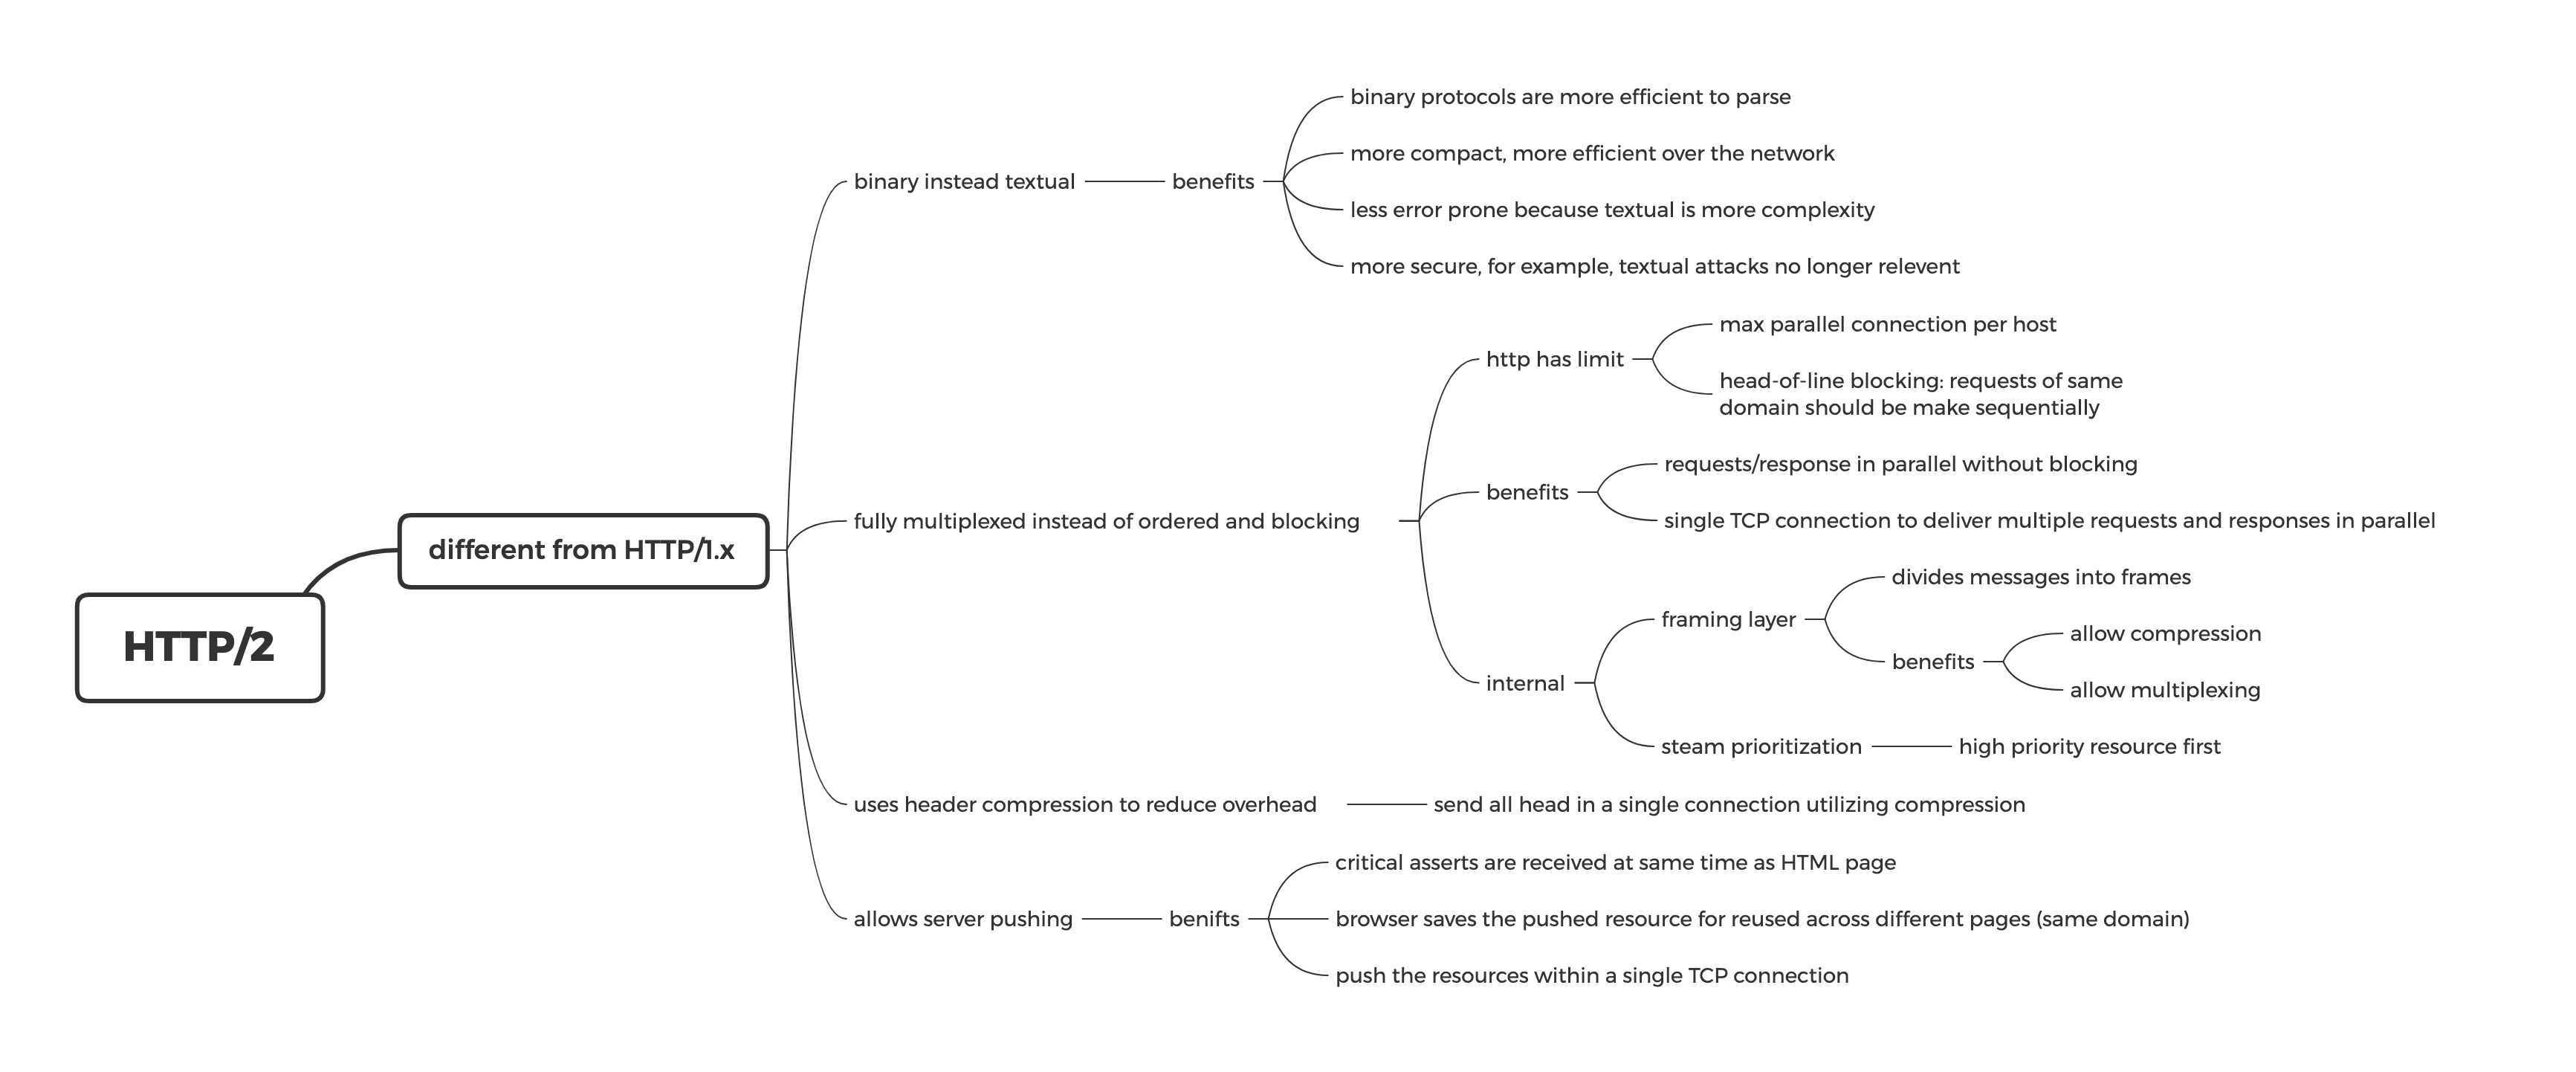 HTTP/2
different from HTTP/1.x
binary instead textual
benefits
binary protocols are more efficient to parse
more compact, more efficient over the network
less error prone because textual is more complexity
more secure, for example, textual attacks no longer relevent
fully multiplexed instead of ordered and blocking
http has limit
max parallel connection per host
head-of-line blocking: requests of same
domain should be make sequentially
benefits
requests/response in parallel without blocking
single TCP connection to deliver multiple requests and responses in parallel
internal
framing layer
divides messages into frames
benefits
allow compression
allow multiplexing
steam prioritization
high priority resource first
uses header compression to reduce overhead
send all head in a single connection utilizing compression
allows server pushing
benifts
critical asserts are received at same time as HTML page
browser saves the pushed resource for reused across different pages (same domain)
push the resources within a single TCP connection